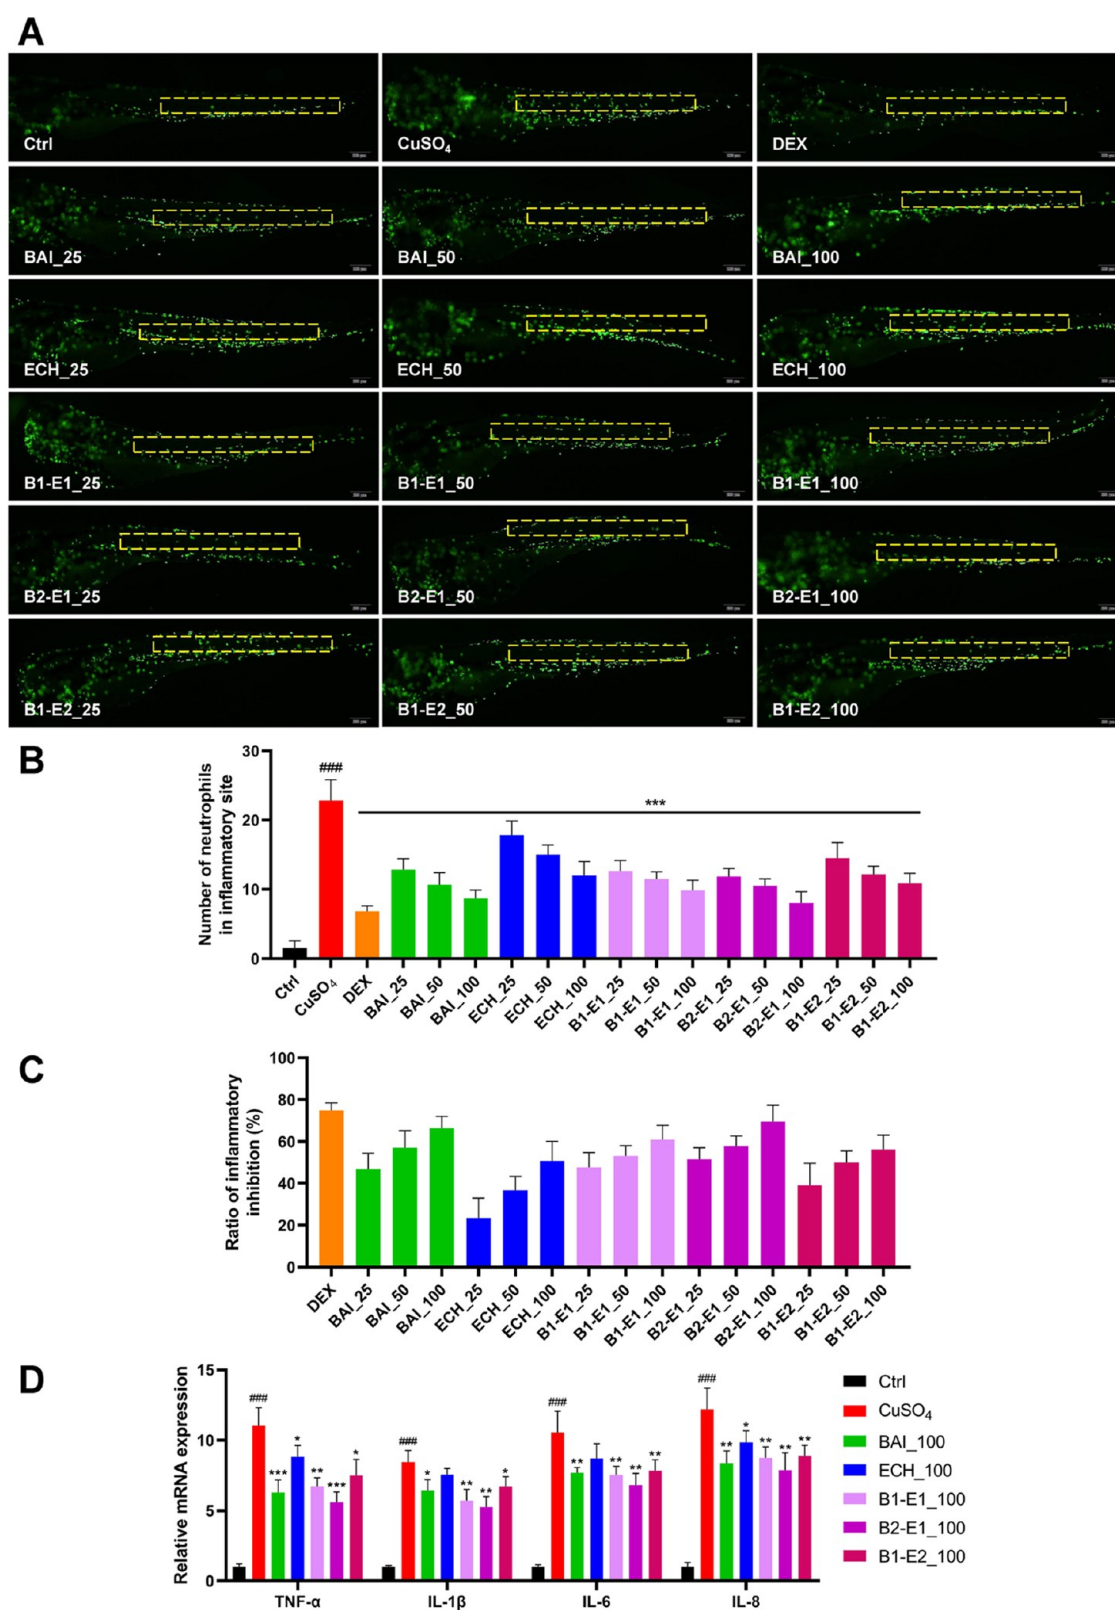 A
Ctrl
CuSO₄
DEX
BAI_25
BAI_50
BAI_100
ECH_25
ECH_50
ECH_100
B1-E1_25
B1-E1_50
B1-E1_100
B2-E1_25
B2-E1_50
B2-E1_100
B1-E2_25
B1-E2_50
B1-E2_100
B
Number of neutrophils
in inflammatory site
30
20
10
0
###
***
Ctrl
CuSO₄
DEX
BAI_25
BAI_50
BAI_100
ECH_25
ECH_50
ECH_100
B1-E1_25
B1-E1_50
B1-E1_100
B2-E1_25
B2-E1_50
B2-E1_100
B1-E2_25
B1-E2_50
B1-E2_100
C
Ratio of inflammatory
inhibition (%)
100
80
60
40
20
0
DEX
BAI_25
BAI_50
BAI_100
ECH_25
ECH_50
ECH_100
B1-E1_25
B1-E1_50
B1-E1_100
B2-E1_25
B2-E1_50
B2-E1_100
B1-E2_25
B1-E2_50
B1-E2_100
D
Relative mRNA expression
15
10
5
0
### *** * ** *** *
### * ** ** *
### ** ** ** **
### ** * ** ** **
TNF-α
IL-1β
IL-6
IL-8
Ctrl
CuSO₄
BAI_100
ECH_100
B1-E1_100
B2-E1_100
B1-E2_100